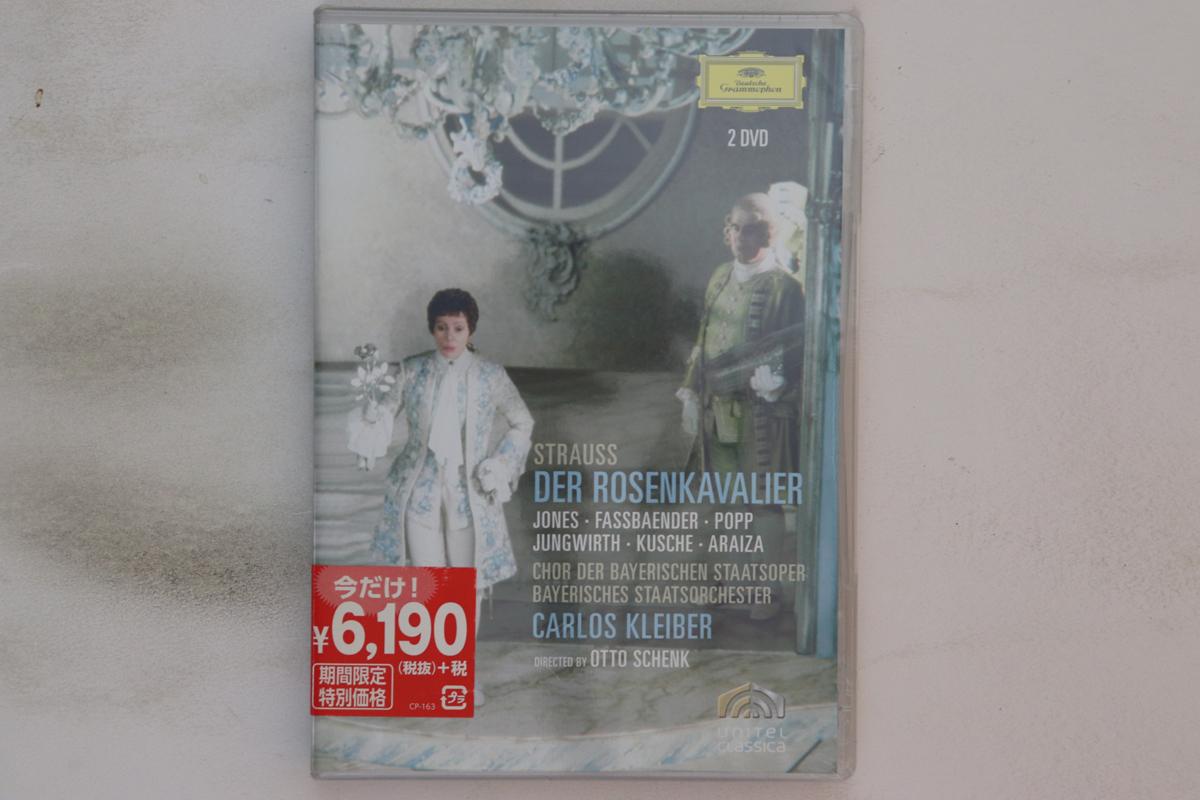 Deutsche
Grammophon
2 DVD
STRAUSS
DER ROSENKAVALIER
JONES · FASSBAENDER · POPP
JUNGWIRTH · KUSCHE · ARAIZA
CHOR DER BAYERISCHEN STAATSOPER
BAYERISCHES STAATSORCHESTER
CARLOS KLEIBER
DIRECTED BY OTTO SCHENK
今だけ!
¥6,190
(税抜)+税
期間限定
特別価格
CP-163
プラ
unitel
classica